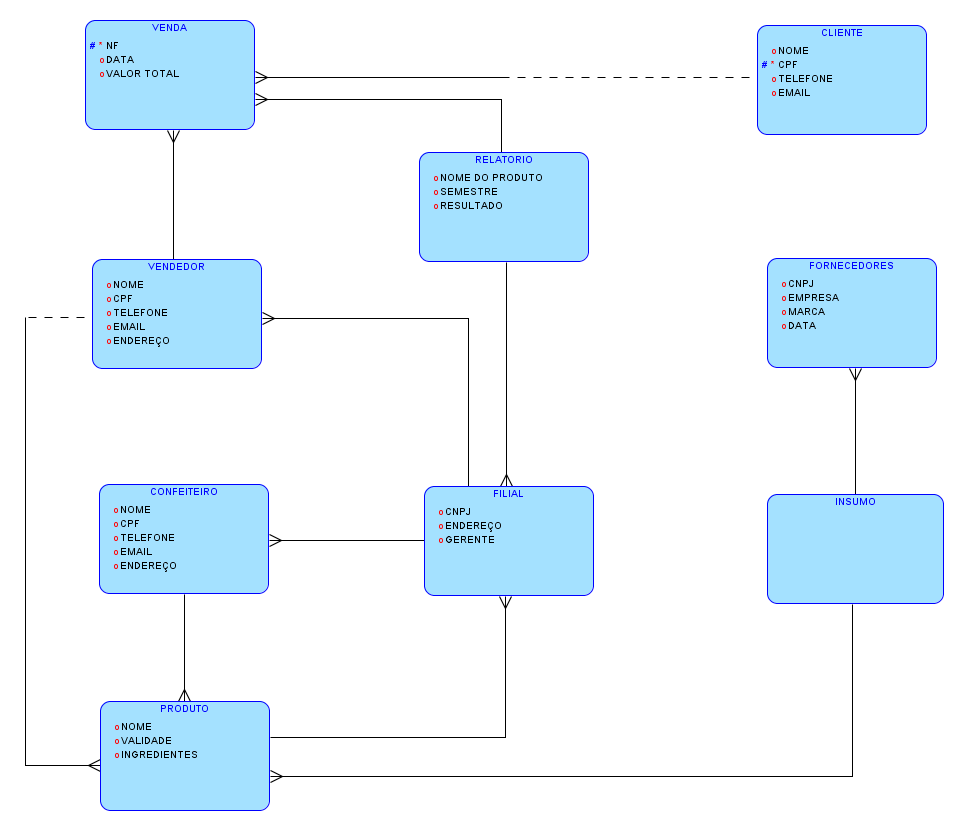 VENDA
# * NF
o DATA
o VALOR TOTAL
CLIENTE
o NOME
# * CPF
o TELEFONE
o EMAIL
RELATORIO
o NOME DO PRODUTO
o SEMESTRE
o RESULTADO
VENDEDOR
o NOME
o CPF
o TELEFONE
o EMAIL
o ENDEREÇO
FORNECEDORES
o CNPJ
o EMPRESA
o MARCA
o DATA
CONFEITEIRO
o NOME
o CPF
o TELEFONE
o EMAIL
o ENDEREÇO
FILIAL
o CNPJ
o ENDEREÇO
o GERENTE
INSUMO
PRODUTO
o NOME
o VALIDADE
o INGREDIENTES